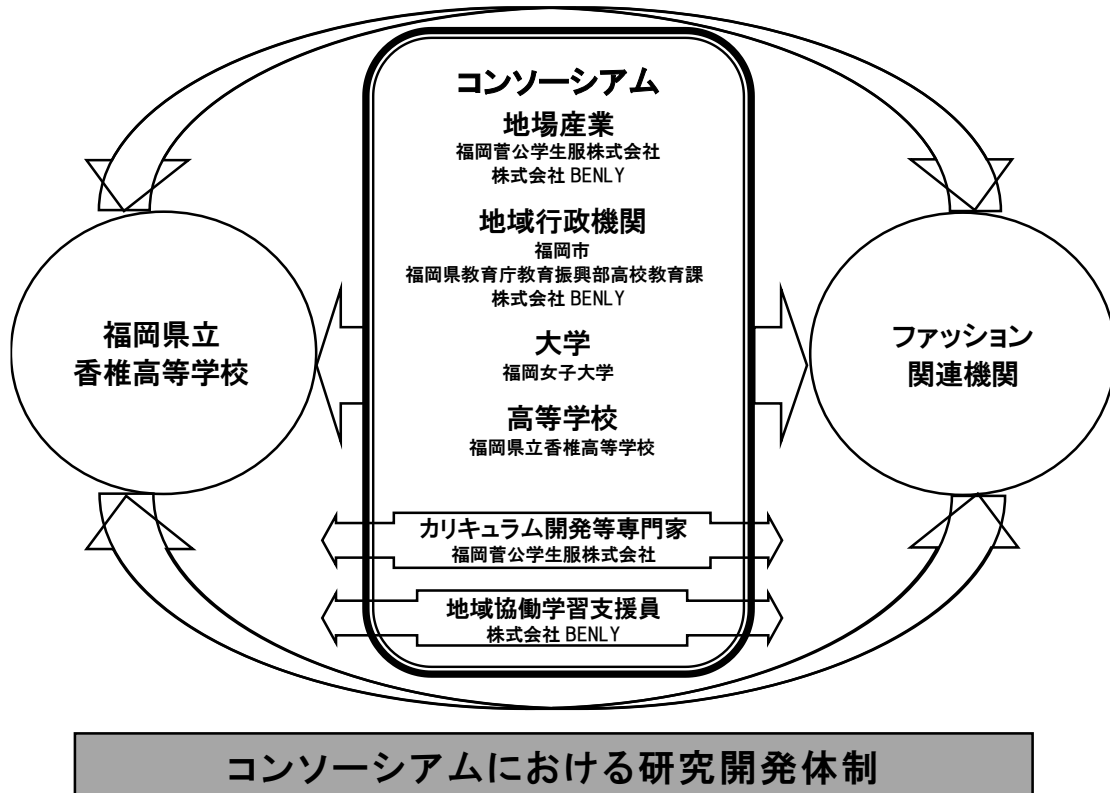 コンソーシアム
地場産業
福岡菅公学生服株式会社
株式会社 BENLY
地域行政機関
福岡市
福岡県教育庁教育振興部高校教育課
株式会社 BENLY
大学
福岡女子大学
高等学校
福岡県立香椎高等学校
福岡県立
香椎高等学校
ファッション
関連機関
カリキュラム開発等専門家
福岡菅公学生服株式会社
地域協働学習支援員
株式会社 BENLY
コンソーシアムにおける研究開発体制